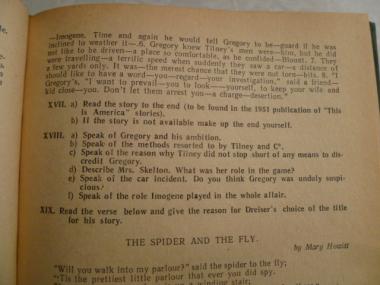 —Imogene. Time and again he would tell Gregory to be—guard if he was
inclined to weather it—. 6. Gregory knew Tilney's men were—him, but he did
not like to be driven—a place so comfortable, as he confided—Blount. 7. They
were travelling—a terrific speed when suddenly they saw a car—a distance of
a few yards only. It was—the merest chance that they were not torn—bits. 8. "I
should like to have a word—you—regard—your investigation," said a friend—
Gregory's, "I want to prevail—you to look——yourself, to keep your wife and
kid close—you. Don't let them arrest you—a charge—desertion."
XVII. a) Read the story to the end (to be found in the 1951 publication of "This
is America" stories).
b) If the story is not available make up the end yourself.
XVIII. a) Speak of Gregory and his ambition.
b) Speak of the methods resorted to by Tilney and Cº.
c) Speak of the reason why Tilney did not stop short of any means to dis-
credit Gregory.
d) Describe Mrs. Skelton. What was her role in the game?
e) Speak of the car incident. Do you think Gregory was unduly suspi-
cious?
f) Speak of the role Imogene played in the whole affair.
XIX. Read the verse below and give the reason for Dreiser's choice of the title
for his story.
THE SPIDER AND THE FLY.
by Mary Howitt
"Will you walk into my parlour?" said the spider to the fly;
"'Tis the prettiest little parlour that ever you did spy.
a winding stair;